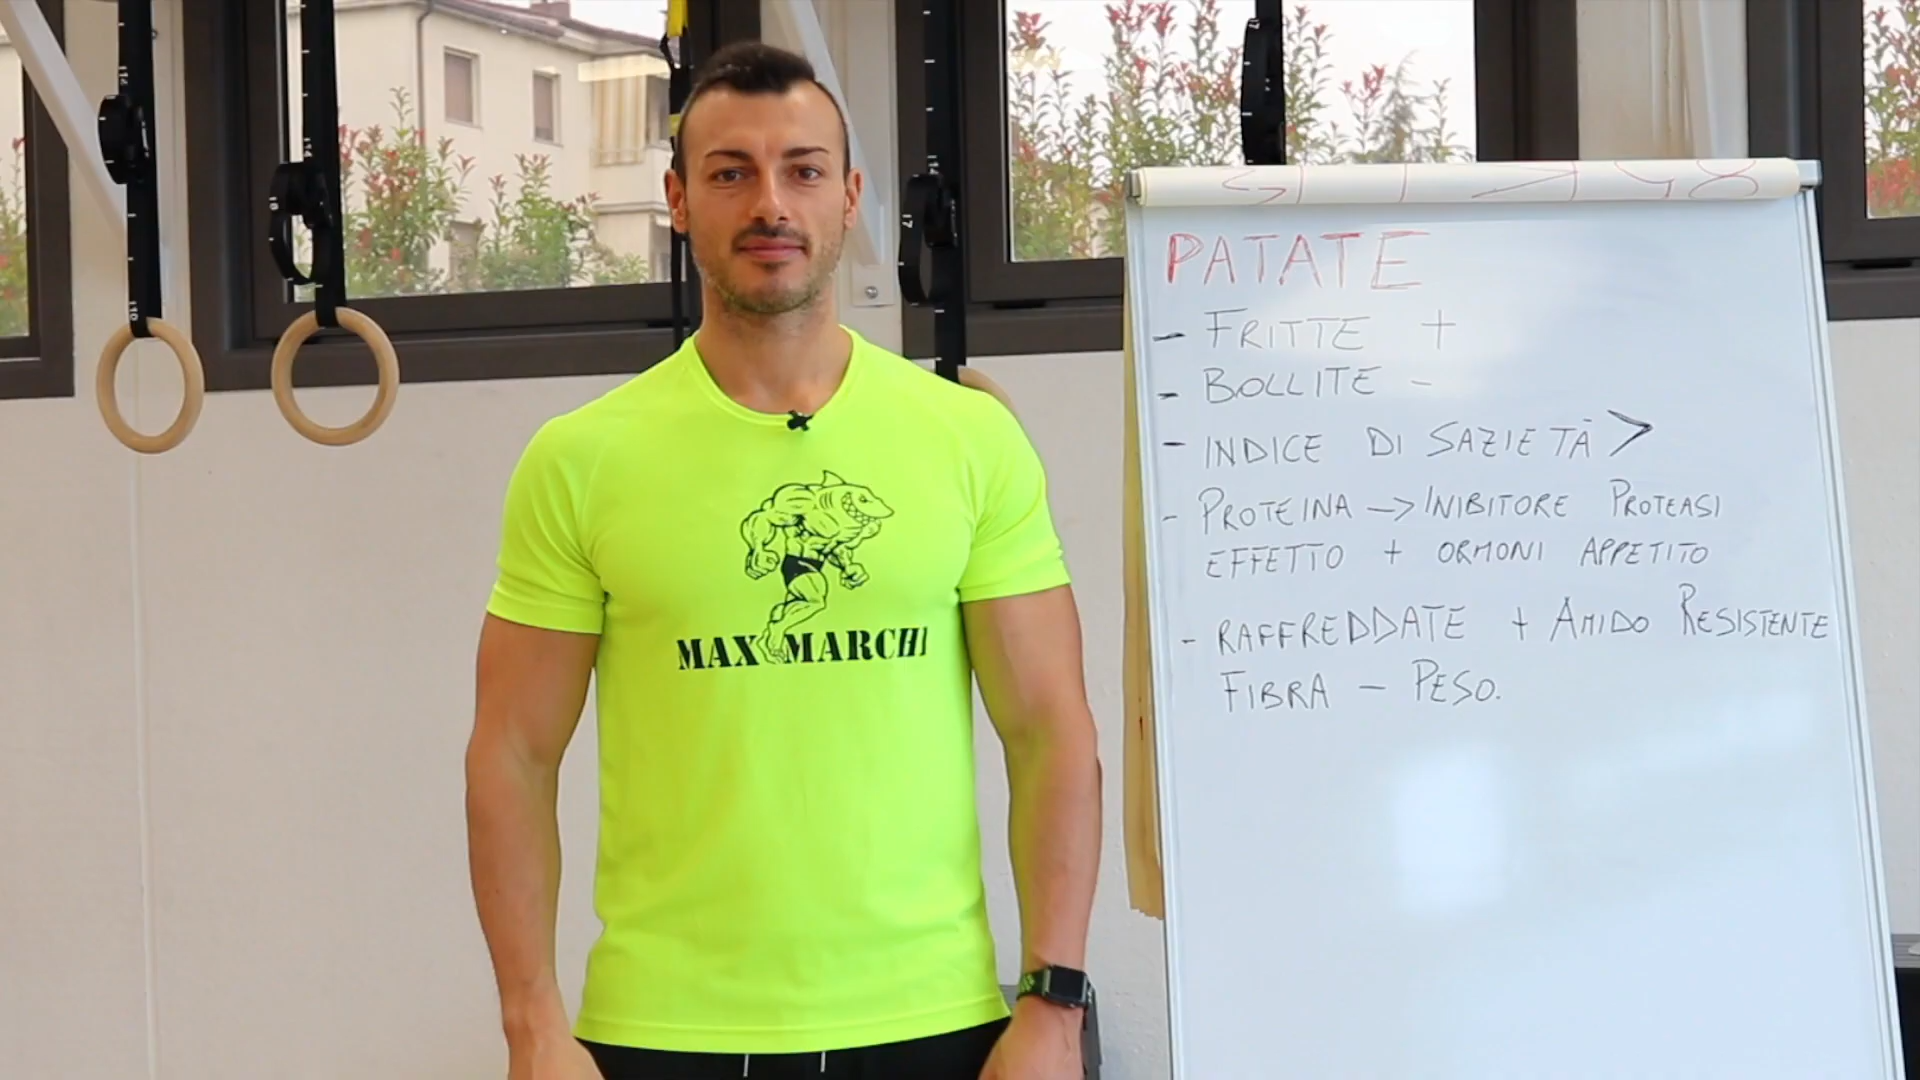 MAX MARCHI
PATATE
- FRITTE +
- BOLLITE -
- INDICE DI SAZIETÀ >
- PROTEINA -> INIBITORE PROTEASI
EFFETTO + ORMONI APPETITO
- RAFFREDDATE + AMIDO RESISTENTE
FIBRA - PESO.